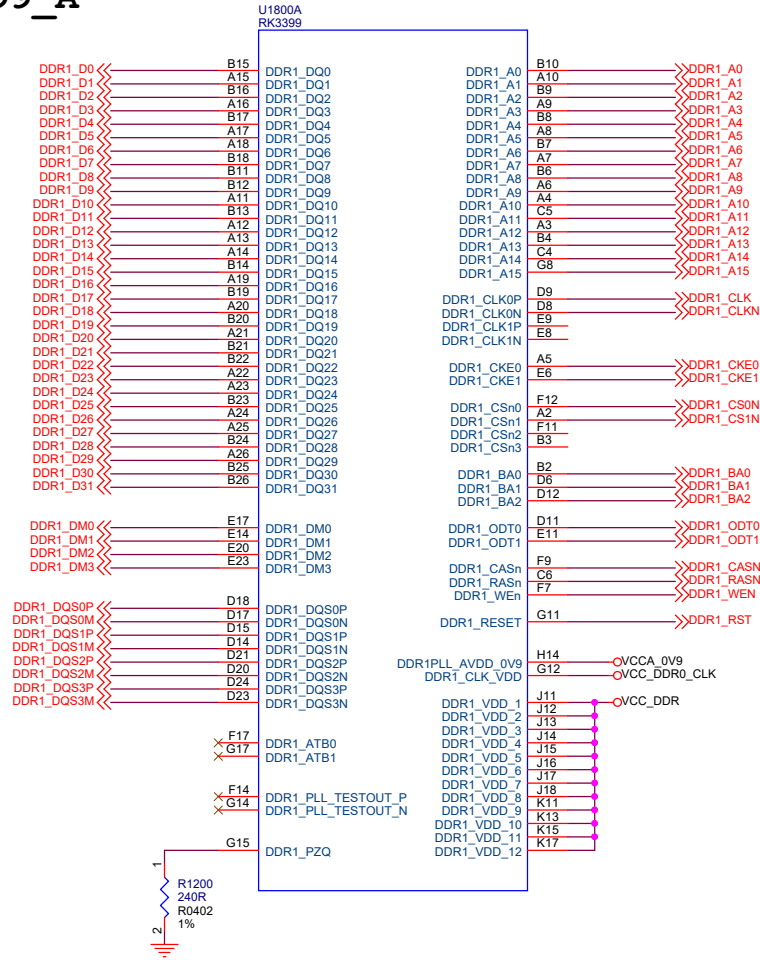 99_A
U1800A
RK3399
DDR1_D0 B15 DDR1_DQ0 DDR1_A0 B10 DDR1_A0
DDR1_D1 A15 DDR1_DQ1 DDR1_A1 A10 DDR1_A1
DDR1_D2 B16 DDR1_DQ2 DDR1_A2 B9 DDR1_A2
DDR1_D3 A16 DDR1_DQ3 DDR1_A3 A9 DDR1_A3
DDR1_D4 B17 DDR1_DQ4 DDR1_A4 B8 DDR1_A4
DDR1_D5 A17 DDR1_DQ5 DDR1_A5 A8 DDR1_A5
DDR1_D6 A18 DDR1_DQ6 DDR1_A6 B7 DDR1_A6
DDR1_D7 B18 DDR1_DQ7 DDR1_A7 A7 DDR1_A7
DDR1_D8 B11 DDR1_DQ8 DDR1_A8 B6 DDR1_A8
DDR1_D9 B12 DDR1_DQ9 DDR1_A9 A6 DDR1_A9
DDR1_D10 A11 DDR1_DQ10 DDR1_A10 A4 DDR1_A10
DDR1_D11 B13 DDR1_DQ11 DDR1_A11 C5 DDR1_A11
DDR1_D12 A12 DDR1_DQ12 DDR1_A12 A3 DDR1_A12
DDR1_D13 A13 DDR1_DQ13 DDR1_A13 B4 DDR1_A13
DDR1_D14 A14 DDR1_DQ14 DDR1_A14 C4 DDR1_A14
DDR1_D15 B14 DDR1_DQ15 DDR1_A15 G8 DDR1_A15
DDR1_D16 A19 DDR1_DQ16
DDR1_D17 B19 DDR1_DQ17 DDR1_CLK0P D9 DDR1_CLK
DDR1_D18 A20 DDR1_DQ18 DDR1_CLK0N D8 DDR1_CLKN
DDR1_D19 B20 DDR1_DQ19 DDR1_CLK1P E9
DDR1_D20 A21 DDR1_DQ20 DDR1_CLK1N E8
DDR1_D21 B21 DDR1_DQ21
DDR1_D22 B22 DDR1_DQ22 DDR1_CKE0 A5 DDR1_CKE0
DDR1_D23 A22 DDR1_DQ23 DDR1_CKE1 E6 DDR1_CKE1
DDR1_D24 A23 DDR1_DQ24
DDR1_D25 B23 DDR1_DQ25 DDR1_CSn0 F12 DDR1_CS0N
DDR1_D26 A24 DDR1_DQ26 DDR1_CSn1 A2 DDR1_CS1N
DDR1_D27 A25 DDR1_DQ27 DDR1_CSn2 F11
DDR1_D28 B24 DDR1_DQ28 DDR1_CSn3 B3
DDR1_D29 A26 DDR1_DQ29
DDR1_D30 B25 DDR1_DQ30 DDR1_BA0 B2 DDR1_BA0
DDR1_D31 B26 DDR1_DQ31 DDR1_BA1 D6 DDR1_BA1
DDR1_BA2 D12 DDR1_BA2
DDR1_DM0 E17 DDR1_DM0 DDR1_ODT0 D11 DDR1_ODT0
DDR1_DM1 E14 DDR1_DM1 DDR1_ODT1 E11 DDR1_ODT1
DDR1_DM2 E20 DDR1_DM2
DDR1_DM3 E23 DDR1_DM3 DDR1_CASn F9 DDR1_CASN
DDR1_RASn C6 DDR1_RASN
DDR1_WEn F7 DDR1_WEN
DDR1_DQS0P D18 DDR1_DQS0P
DDR1_DQS0M D17 DDR1_DQS0N DDR1_RESET G11 DDR1_RST
DDR1_DQS1P D15 DDR1_DQS1P
DDR1_DQS1M D14 DDR1_DQS1N
DDR1_DQS2P D21 DDR1_DQS2P DDR1PLL_AVDD_0V9 H14 VCCA_0V9
DDR1_DQS2M D20 DDR1_DQS2N DDR1_CLK_VDD G12 VCC_DDR0_CLK
DDR1_DQS3P D24 DDR1_DQS3P
DDR1_DQS3M D23 DDR1_DQS3N DDR1_VDD_1 J11 VCC_DDR
DDR1_VDD_2 J12
DDR1_VDD_3 J13
F17 DDR1_ATB0 DDR1_VDD_4 J14
G17 DDR1_ATB1 DDR1_VDD_5 J15
DDR1_VDD_6 J16
DDR1_VDD_7 J17
F14 DDR1_PLL_TESTOUT_P DDR1_VDD_8 J18
G14 DDR1_PLL_TESTOUT_N DDR1_VDD_9 K11
DDR1_VDD_10 K13
DDR1_VDD_11 K15
G15 DDR1_PZQ DDR1_VDD_12 K17
1
R1200
240R
R0402
1%
2